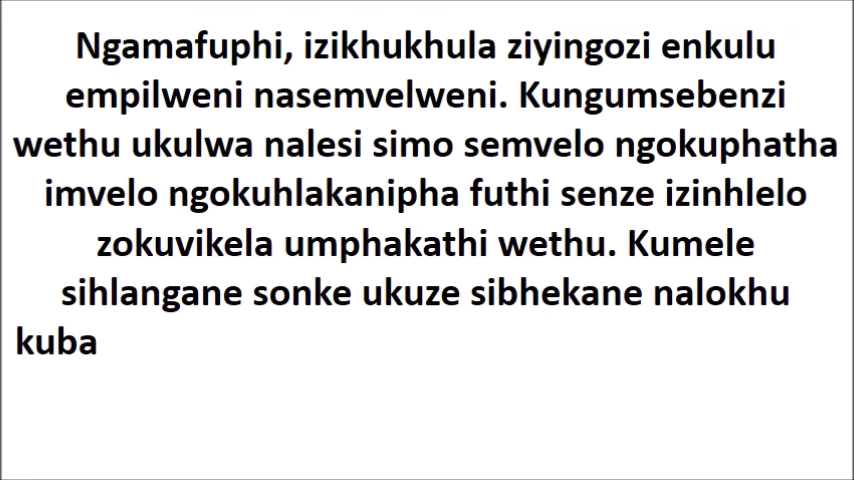 Ngamafuphi, izikhukhula ziyingozi enkulu
empilweni nasemvelweni. Kungumsebenzi
wethu ukulwa nalesi simo semvelo ngokuphatha
imvelo ngokuhlakanipha futhi senze izinhlelo
zokuvikela umphakathi wethu. Kumele
sihlangane sonke ukuze sibhekane nalokhu
kuba